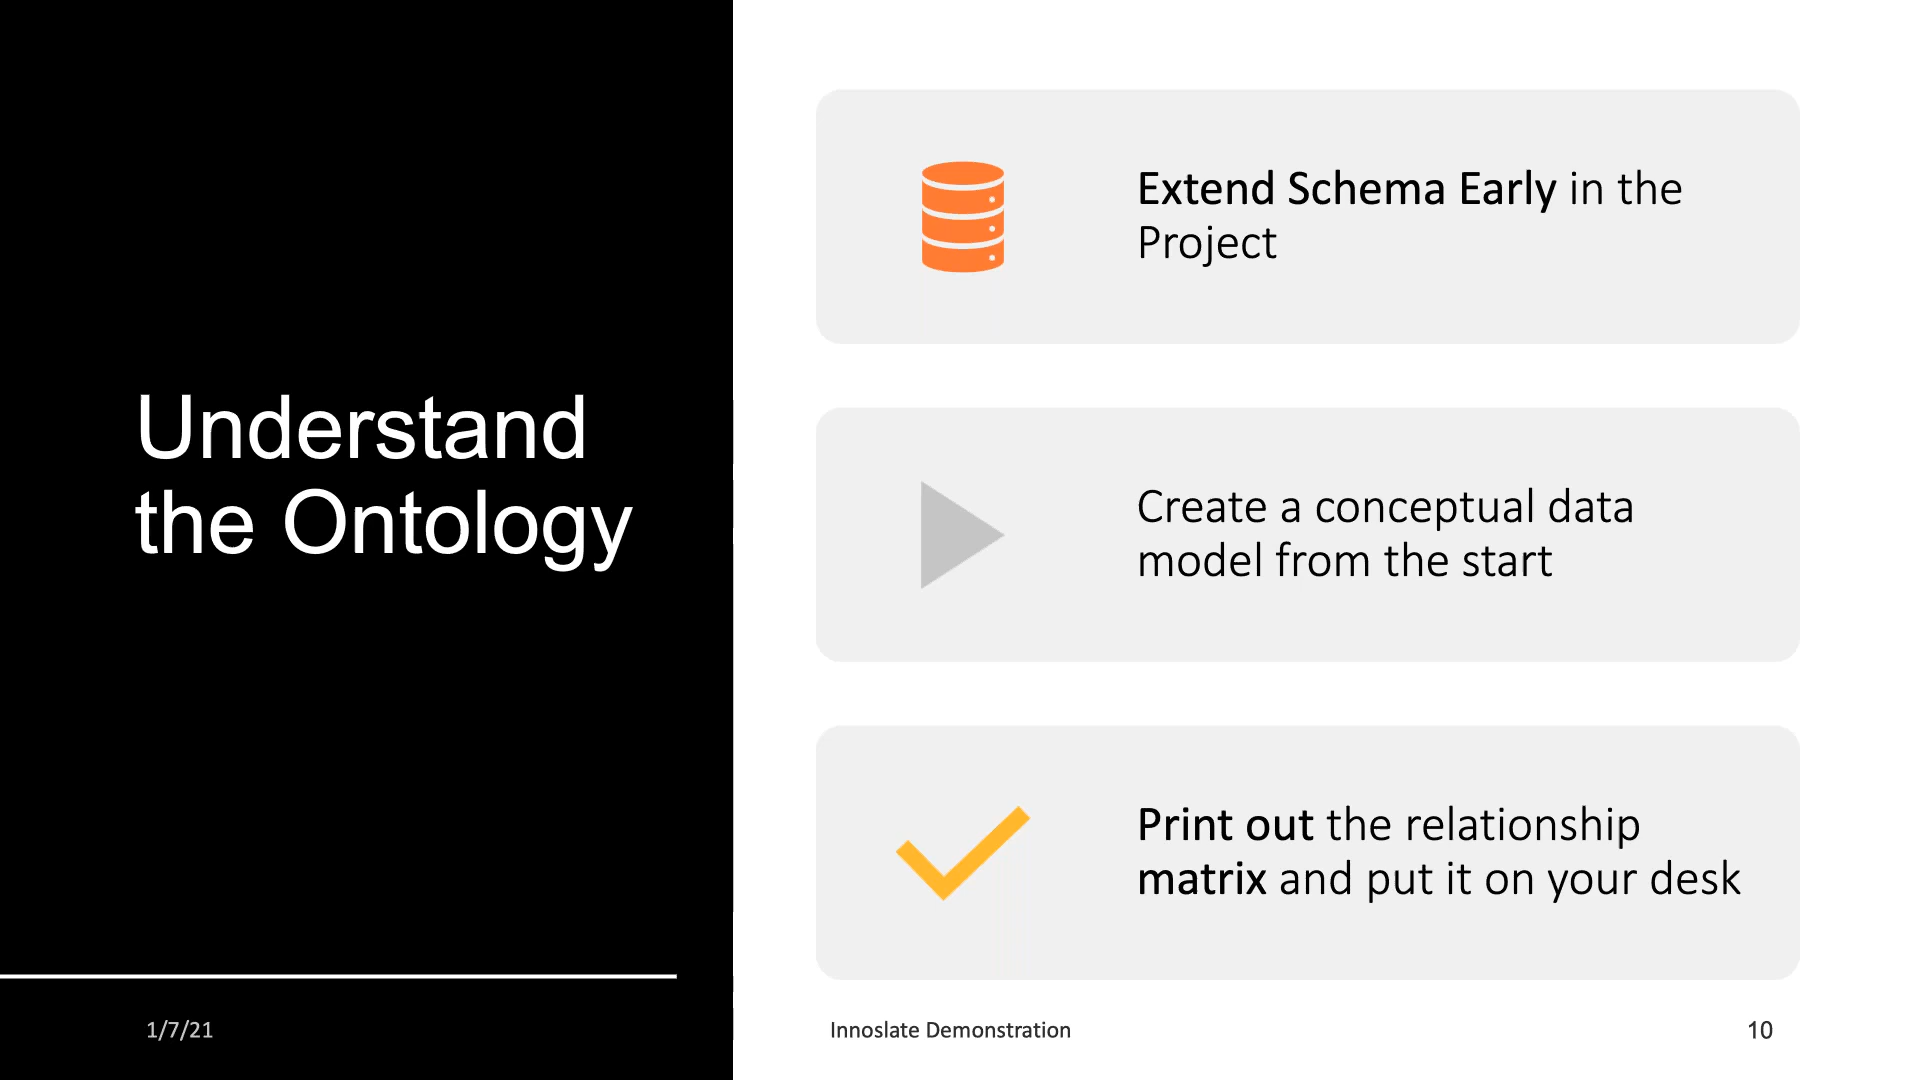 Understand
the Ontology
Extend Schema Early in the
Project
Create a conceptual data
model from the start
Print out the relationship
matrix and put it on your desk
1/7/21
Innoslate Demonstration
10